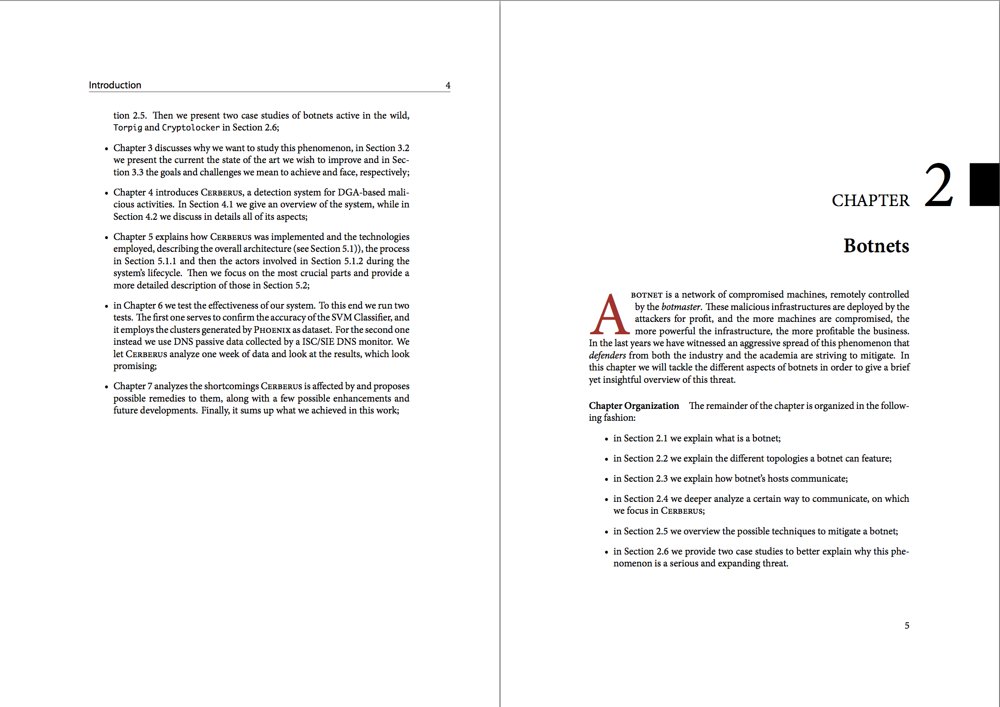 Introduction 4
tion 2.5. Then we present two case studies of botnets active in the wild,
Torpig and Cryptolocker in Section 2.6;
• Chapter 3 discusses why we want to study this phenomenon, in Section 3.2
we present the current the state of the art we wish to improve and in Sec-
tion 3.3 the goals and challenges we mean to achieve and face, respectively;
• Chapter 4 introduces CERBERUS, a detection system for DGA-based mali-
cious activities. In Section 4.1 we give an overview of the system, while in
Section 4.2 we discuss in details all of its aspects;
• Chapter 5 explains how CERBERUS was implemented and the technologies
employed, describing the overall architecture (see Section 5.1)), the process
in Section 5.1.1 and then the actors involved in Section 5.1.2 during the
system's lifecycle. Then we focus on the most crucial parts and provide a
more detailed description of those in Section 5.2;
• in Chapter 6 we test the effectiveness of our system. To this end we run two
tests. The first one serves to confirm the accuracy of the SVM Classifier, and
it employs the clusters generated by PHOENIX as dataset. For the second one
instead we use DNS passive data collected by a ISC/SIE DNS monitor. We
let CERBERUS analyze one week of data and look at the results, which look
promising;
• Chapter 7 analyzes the shortcomings CERBERUS is affected by and proposes
possible remedies to them, along with a few possible enhancements and
future developments. Finally, it sums up what we achieved in this work;
CHAPTER 2
Botnets
A BOTNET is a network of compromised machines, remotely controlled
by the botmaster. These malicious infrastructures are deployed by the
attackers for profit, and the more machines are compromised, the
more powerful the infrastructure, the more profitable the business.
In the last years we have witnessed an aggressive spread of this phenomenon that
defenders from both the industry and the academia are striving to mitigate. In
this chapter we will tackle the different aspects of botnets in order to give a brief
yet insightful overview of this threat.
Chapter Organization The remainder of the chapter is organized in the follow-
ing fashion:
• in Section 2.1 we explain what is a botnet;
• in Section 2.2 we explain the different topologies a botnet can feature;
• in Section 2.3 we explain how botnet's hosts communicate;
• in Section 2.4 we deeper analyze a certain way to communicate, on which
we focus in CERBERUS;
• in Section 2.5 we overview the possible techniques to mitigate a botnet;
• in Section 2.6 we provide two case studies to better explain why this phe-
nomenon is a serious and expanding threat.
5